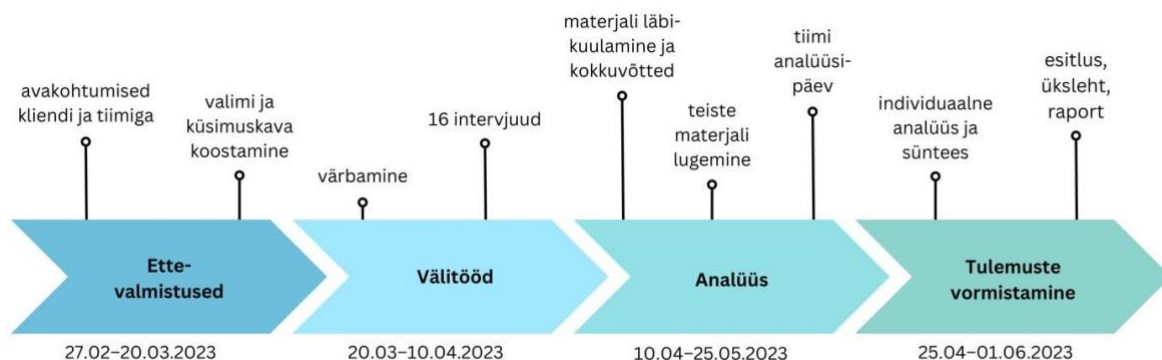 avakohtumised
kliendi ja tiimiga
valimi ja
küsimuskava
koostamine
värbamine
16 intervjuud
materjali läbi-
kuulamine ja
kokkuvõtted
teiste
materjali
lugemine
tiimi
analüüsi-
päev
individuaalne
analüüs ja
süntees
esitlus,
üksleht,
raport
Ette-
valmistused
Välitööd
Analüüs
Tulemuste
vormistamine
27.02–20.03.2023
20.03–10.04.2023
10.04–25.05.2023
25.04–01.06.2023